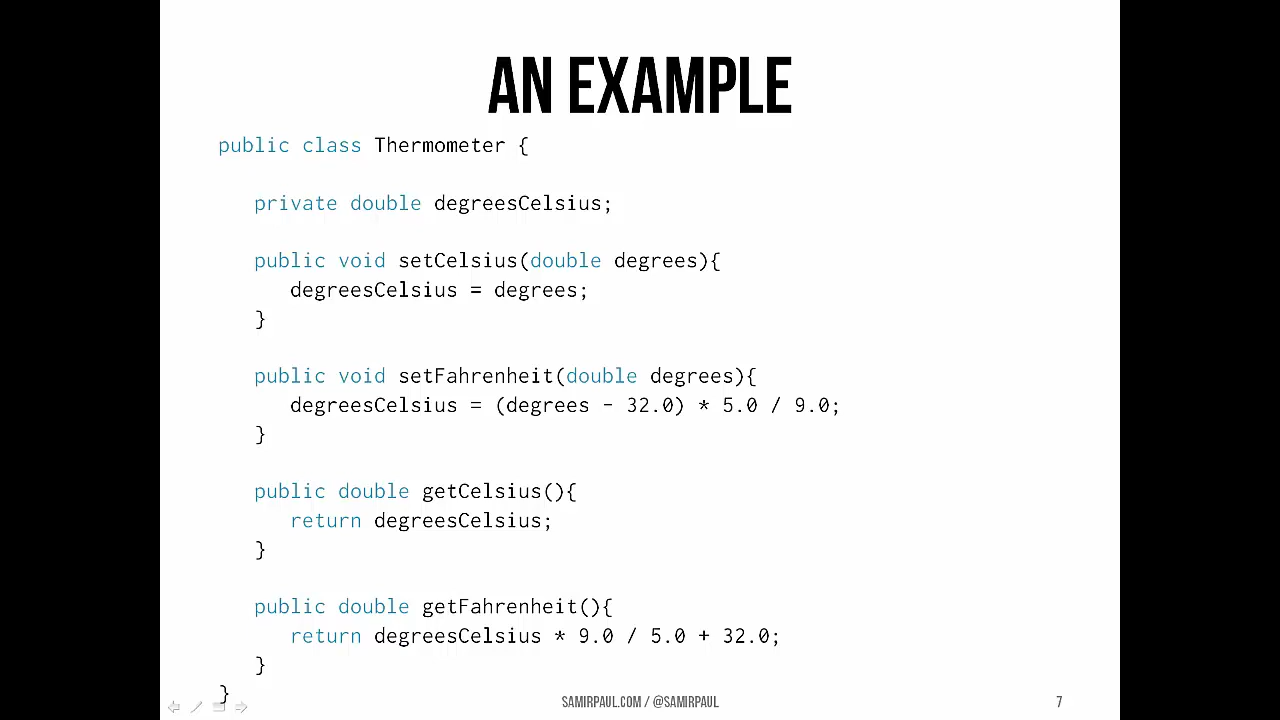 AN EXAMPLE
public class Thermometer {
private double degreesCelsius;
public void setCelsius(double degrees){
degreesCelsius = degrees;
}
public void setFahrenheit(double degrees){
degreesCelsius = (degrees - 32.0) * 5.0 / 9.0;
}
public double getCelsius(){
return degreesCelsius;
}
public double getFahrenheit(){
return degreesCelsius * 9.0 / 5.0 + 32.0;
}
}
SAMIRPAUL.COM / @SAMIRPAUL
7